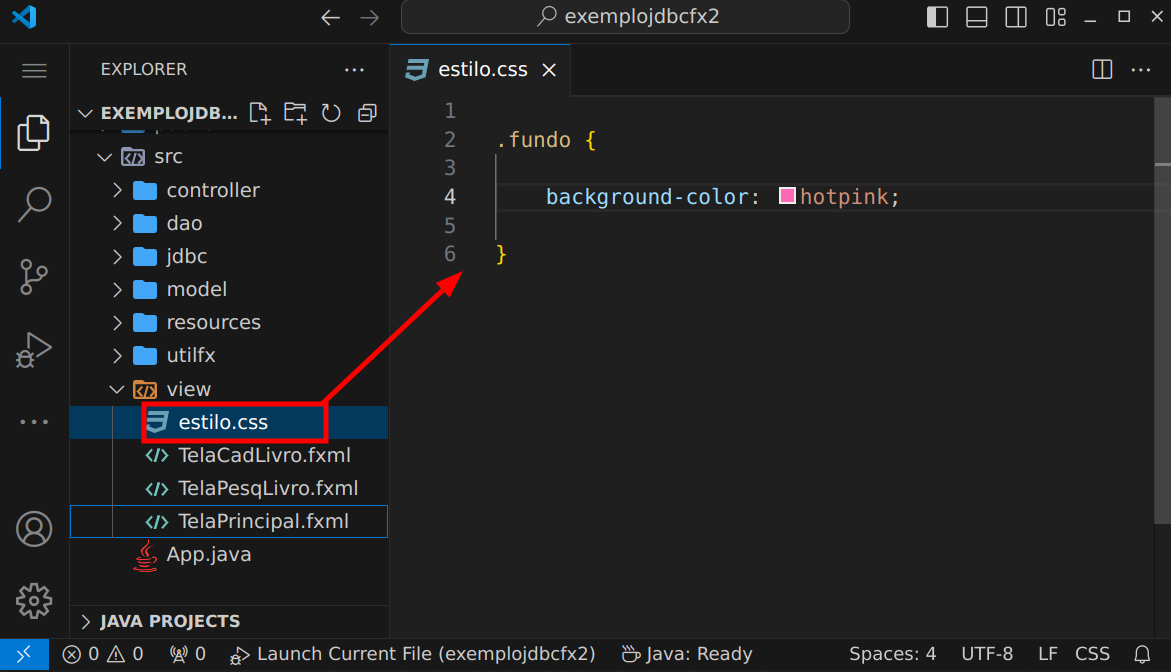 exemplojdbcfx2
EXPLORER
estilo.css
EXEMPLOJDB...
src
controller
dao
jdbc
model
resources
utilfx
view
estilo.css
TelaCadLivro.fxml
TelaPesqLivro.fxml
TelaPrincipal.fxml
App.java
JAVA PROJECTS
1
2 .fundo {
3
4 background-color: hotpink;
5
6 }
0 0 0 Launch Current File (exemplojdbcfx2) Java: Ready Spaces: 4 UTF-8 LF CSS